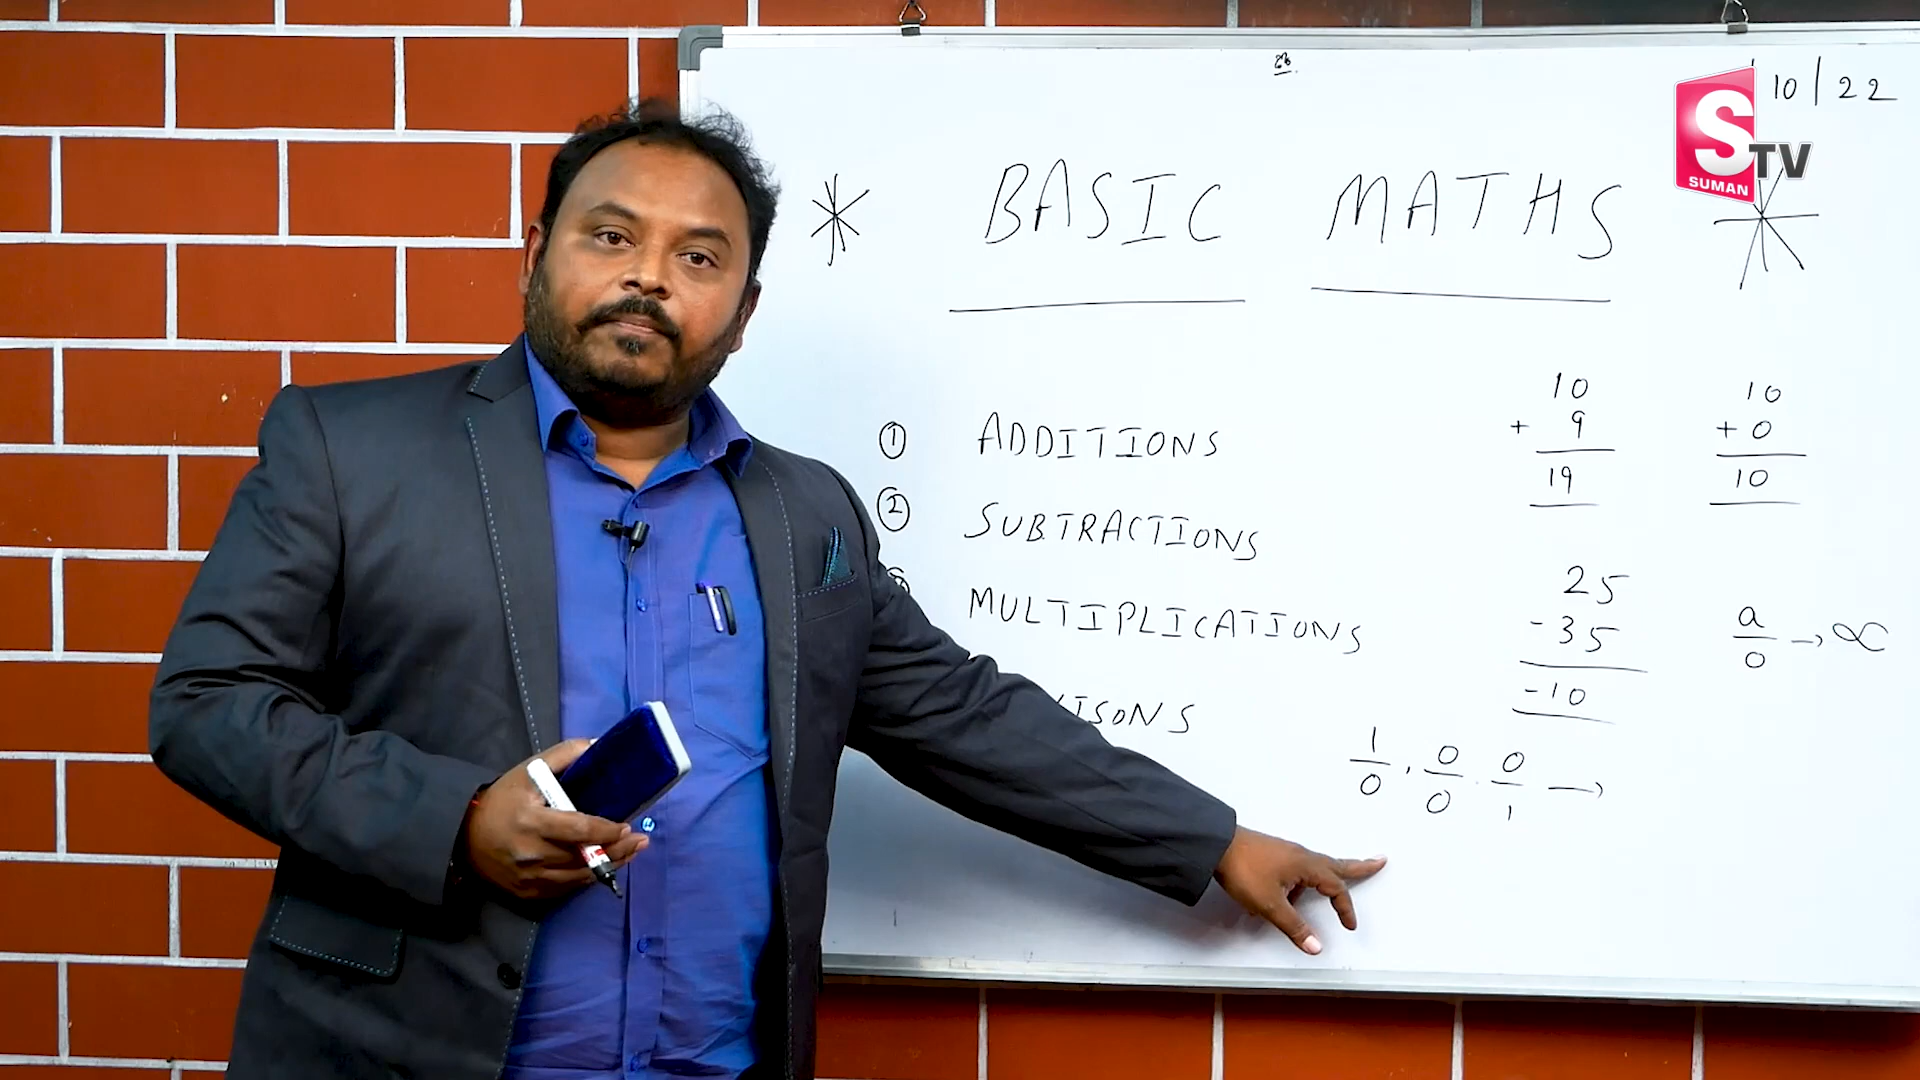 /10/22
S TV
SUMAN
* BASIC MATHS *
① ADDITIONS
② SUBTRACTIONS
MULTIPLICATIONS
ISONS
10
+ 9
19
10
+ 0
10
25
- 35
-10
a/0 → ∝
1/0 . 0/0 . 0/1 →